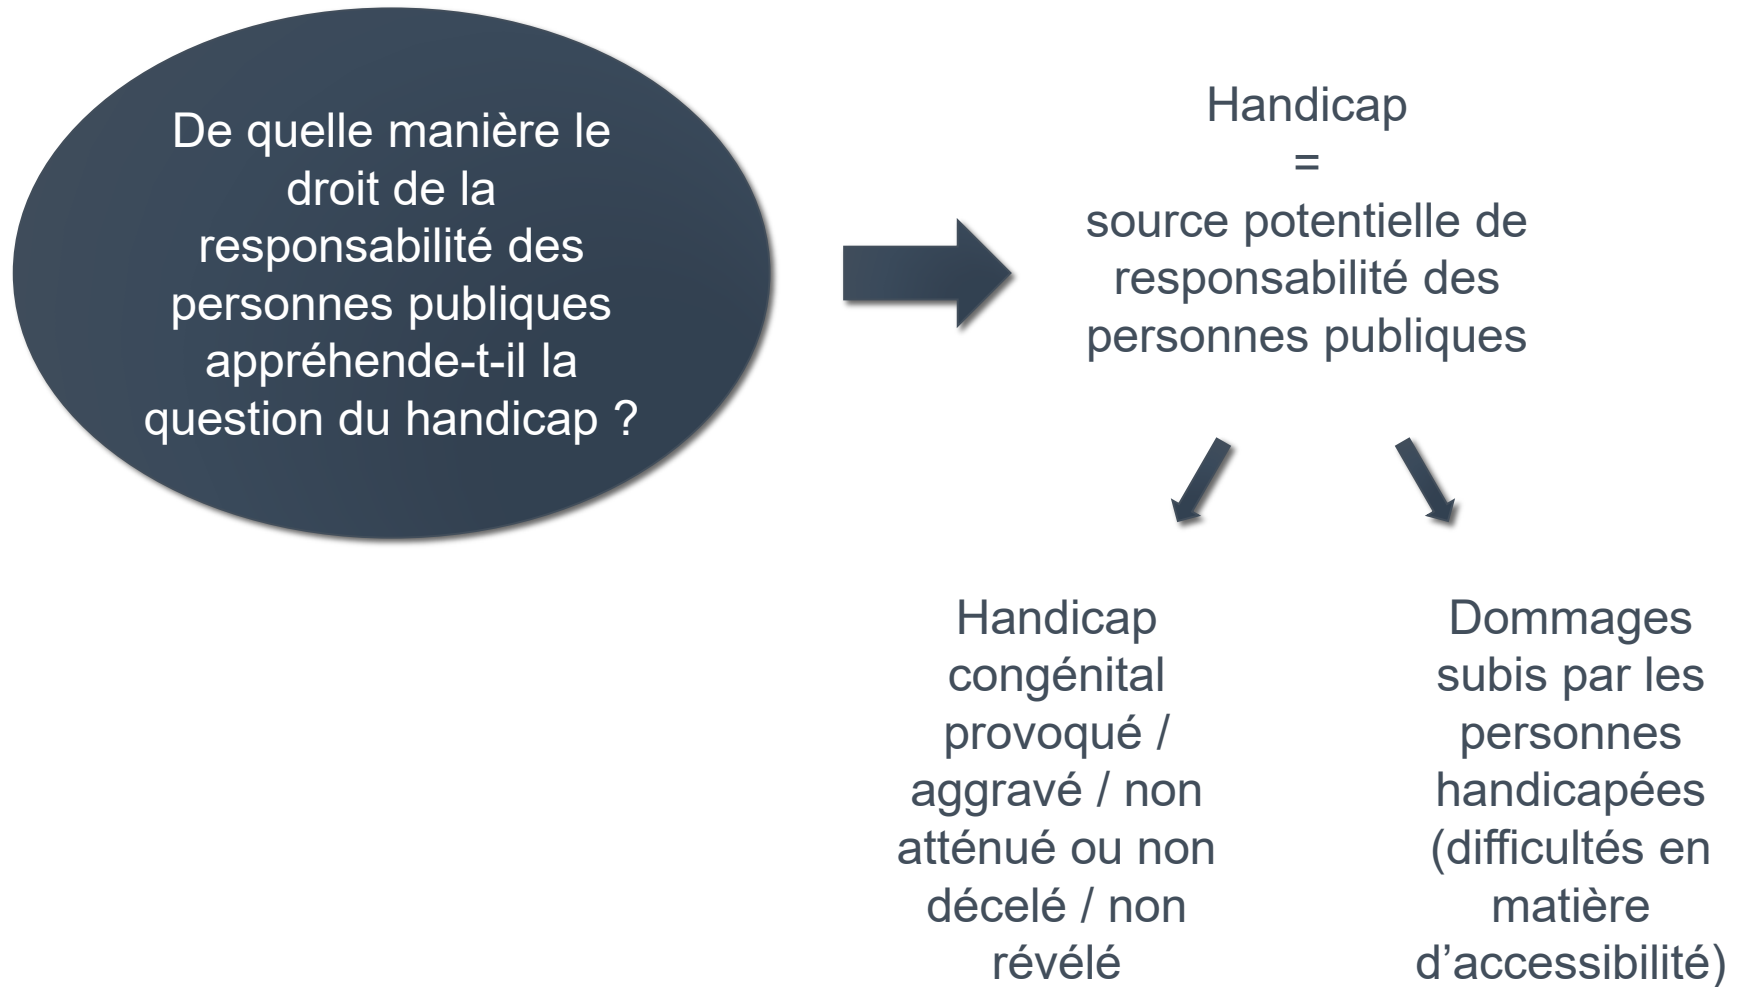 De quelle manière le
droit de la
responsabilité des
personnes publiques
appréhende-t-il la
question du handicap ?
Handicap
=
source potentielle de
responsabilité des
personnes publiques
Handicap
congénital
provoqué /
aggravé / non
atténué ou non
décelé / non
révélé
Dommages
subis par les
personnes
handicapées
(difficultés en
matière
d’accessibilité)